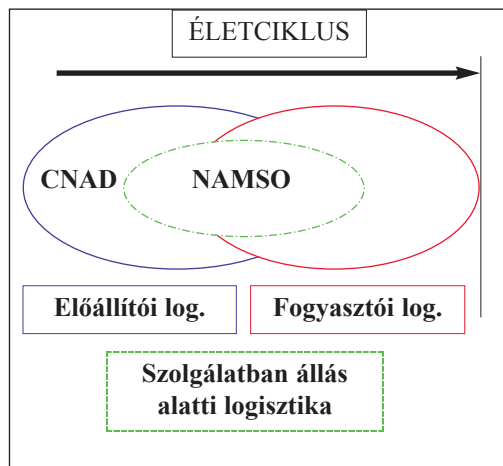 ÉLETCIKLUS
CNAD NAMSO
Előállítói log. Fogyasztói log.
Szolgálatban állás
alatti logisztika